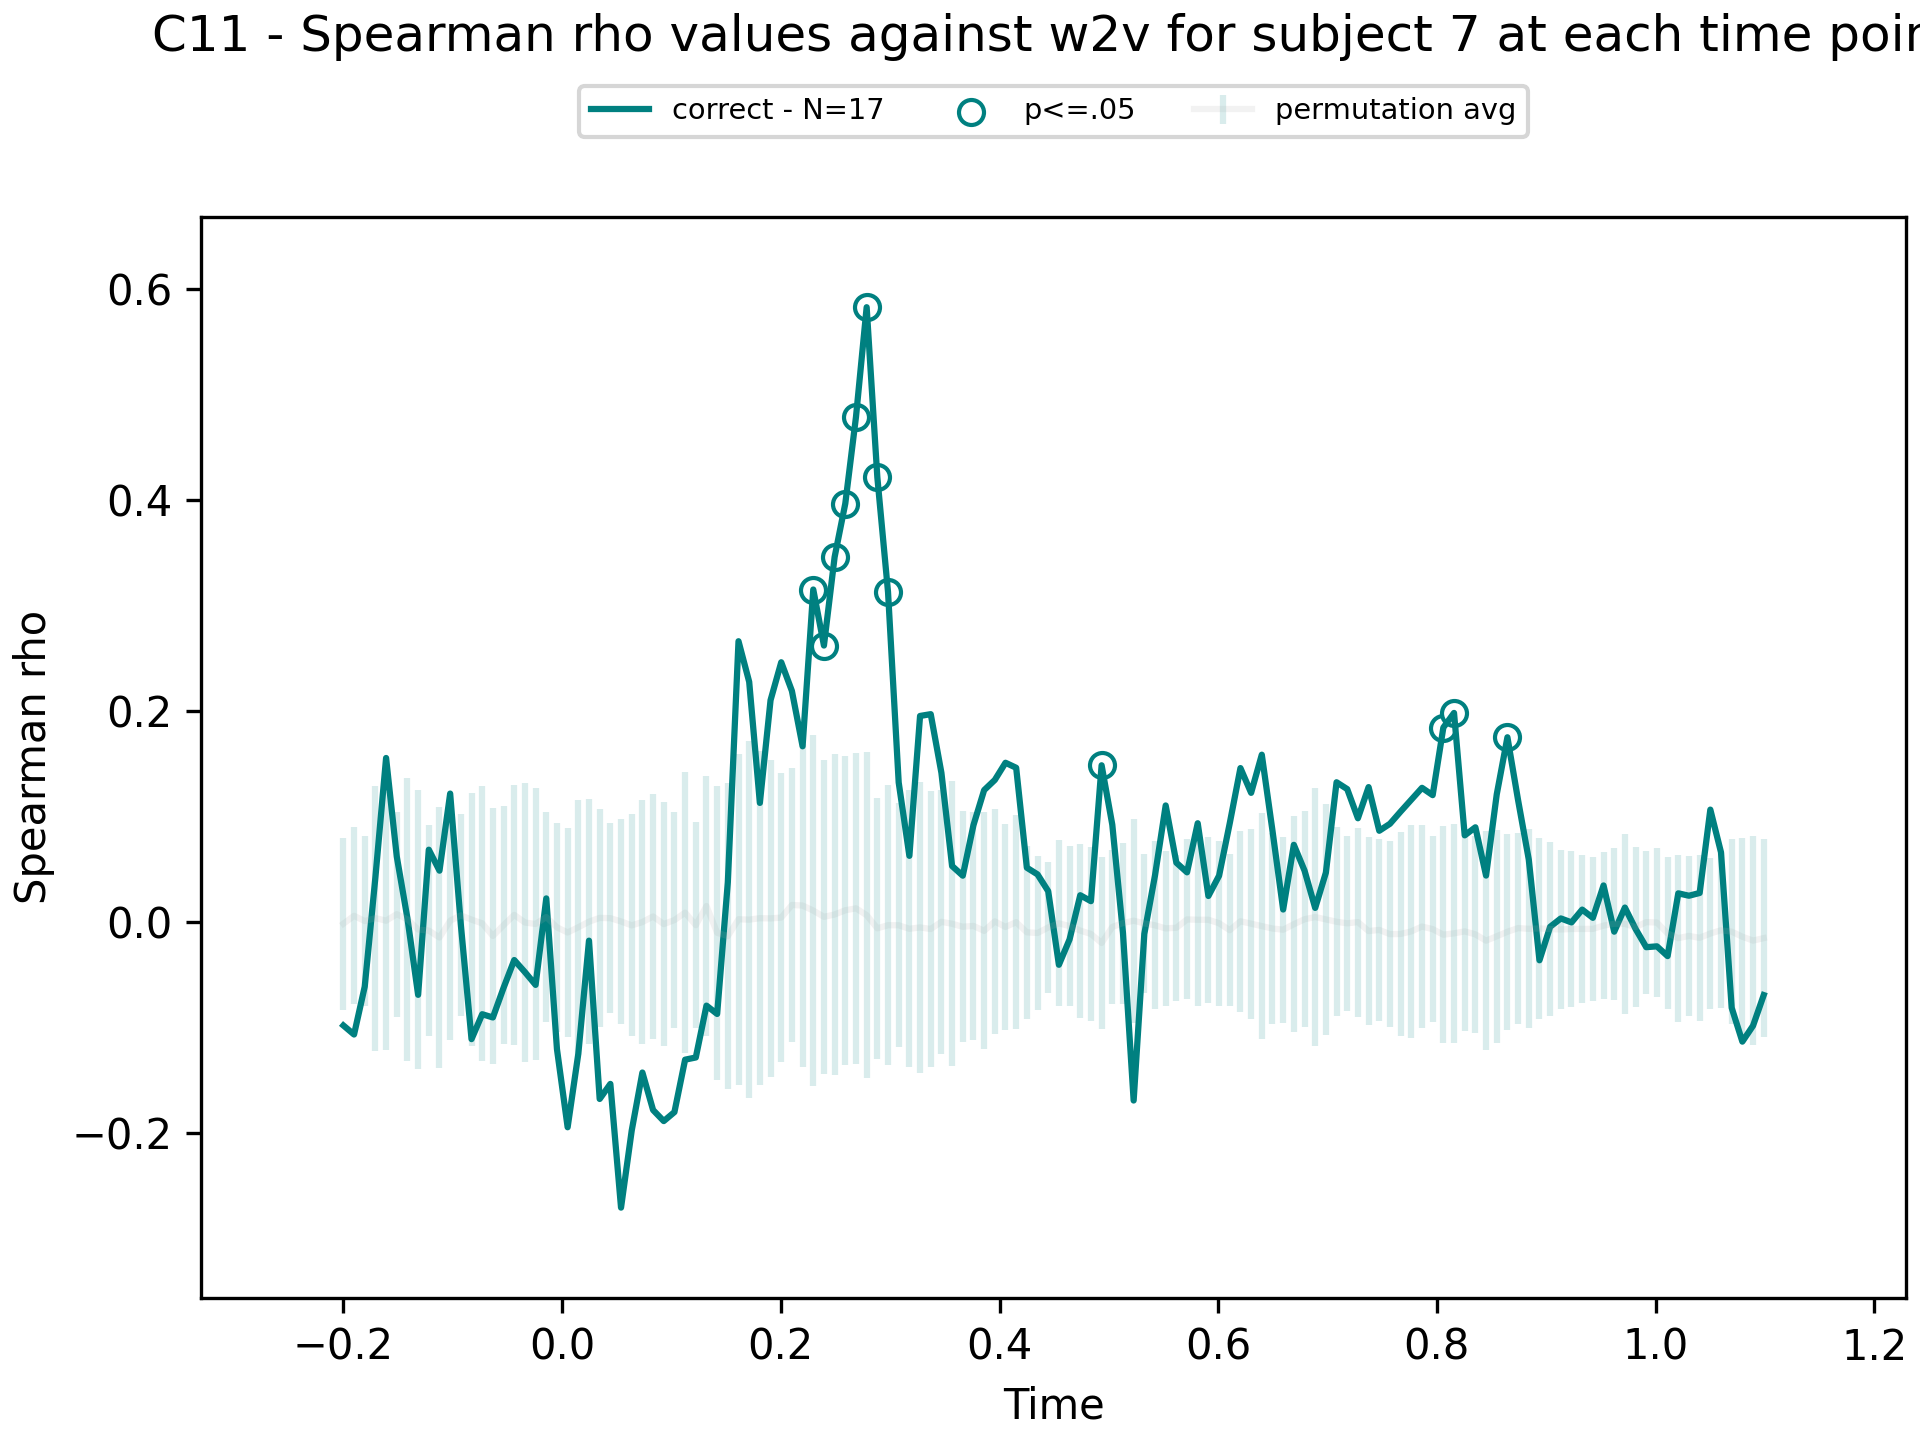 C11 - Spearman rho values against w2v for subject 7 at each time poin
correct - N=17 p<=.05 permutation avg
0.6
0.4
0.2
0.0
−0.2
Spearman rho
−0.2 0.0 0.2 0.4 0.6 0.8 1.0 1.2
Time